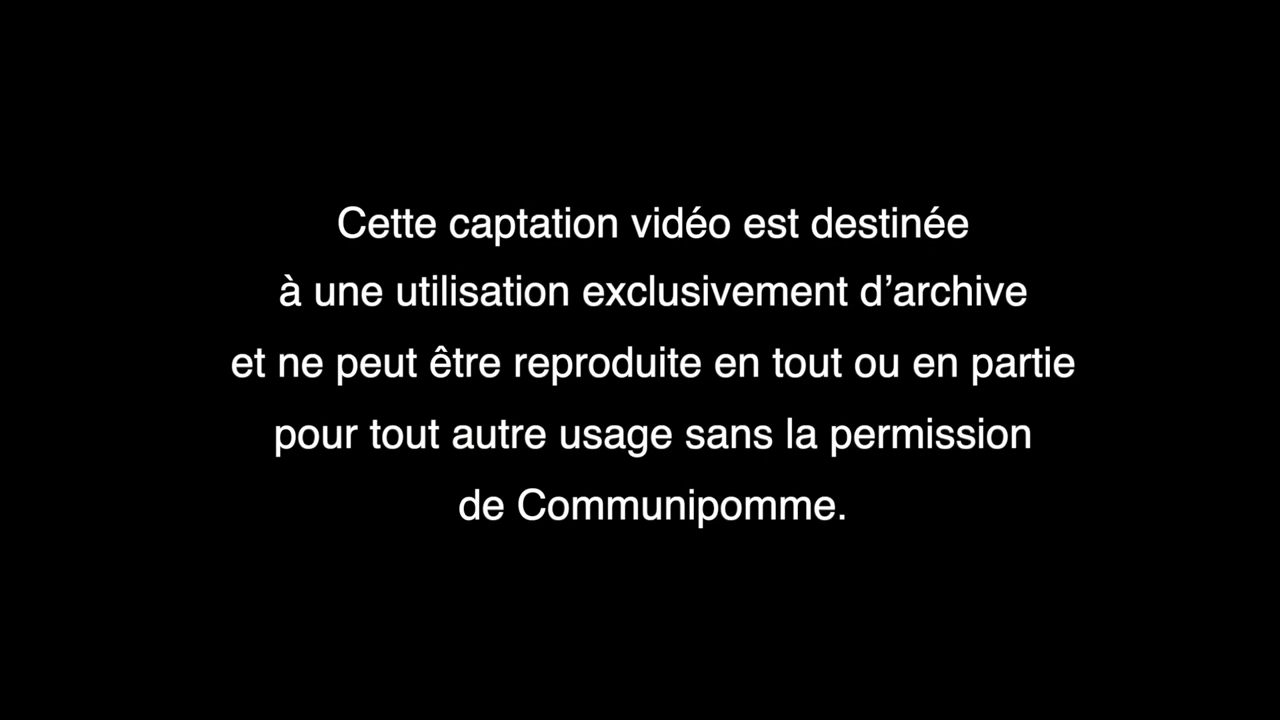 Cette captation vidéo est destinée
à une utilisation exclusivement d’archive
et ne peut être reproduite en tout ou en partie
pour tout autre usage sans la permission
de Communipomme.